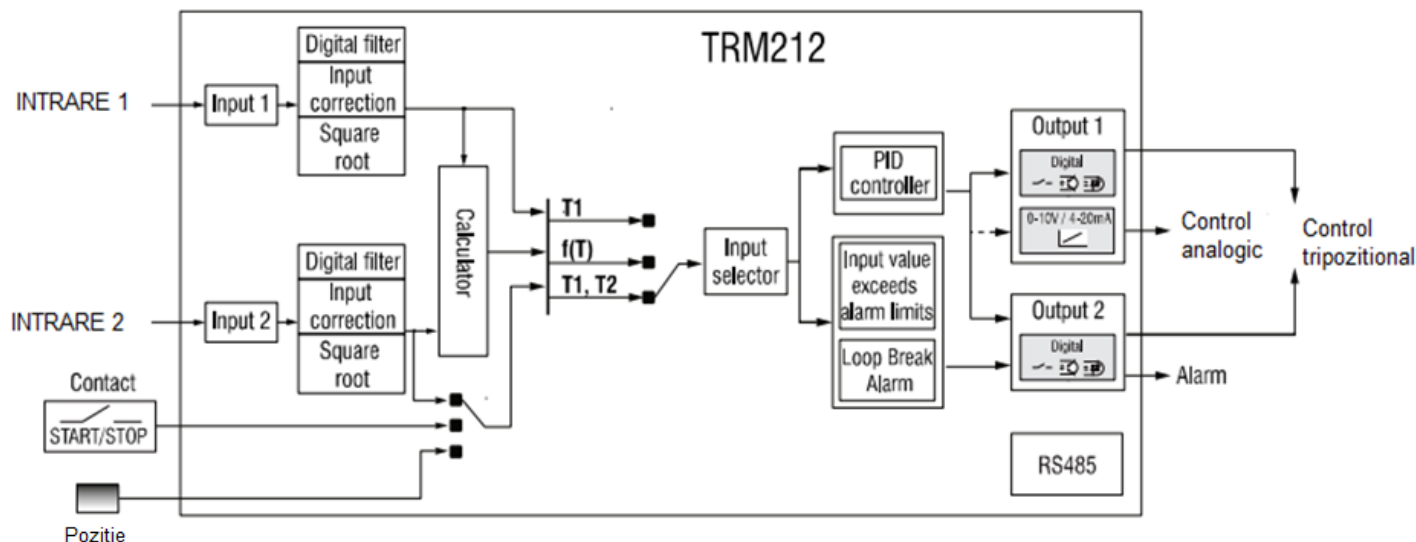 TRM212
INTRARE 1
Input 1
Digital filter
Input
correction
Square
root
INTRARE 2
Input 2
Digital filter
Input
correction
Square
root
Contact
START/STOP
Pozitie
Calculator
T1
f(T)
T1, T2
Input
selector
PID
controller
Input value
exceeds
alarm limits
Loop Break
Alarm
Output 1
Digital
0-10V / 4-20mA
Output 2
Digital
RS485
Control
analogic
Control
tripozitional
Alarm